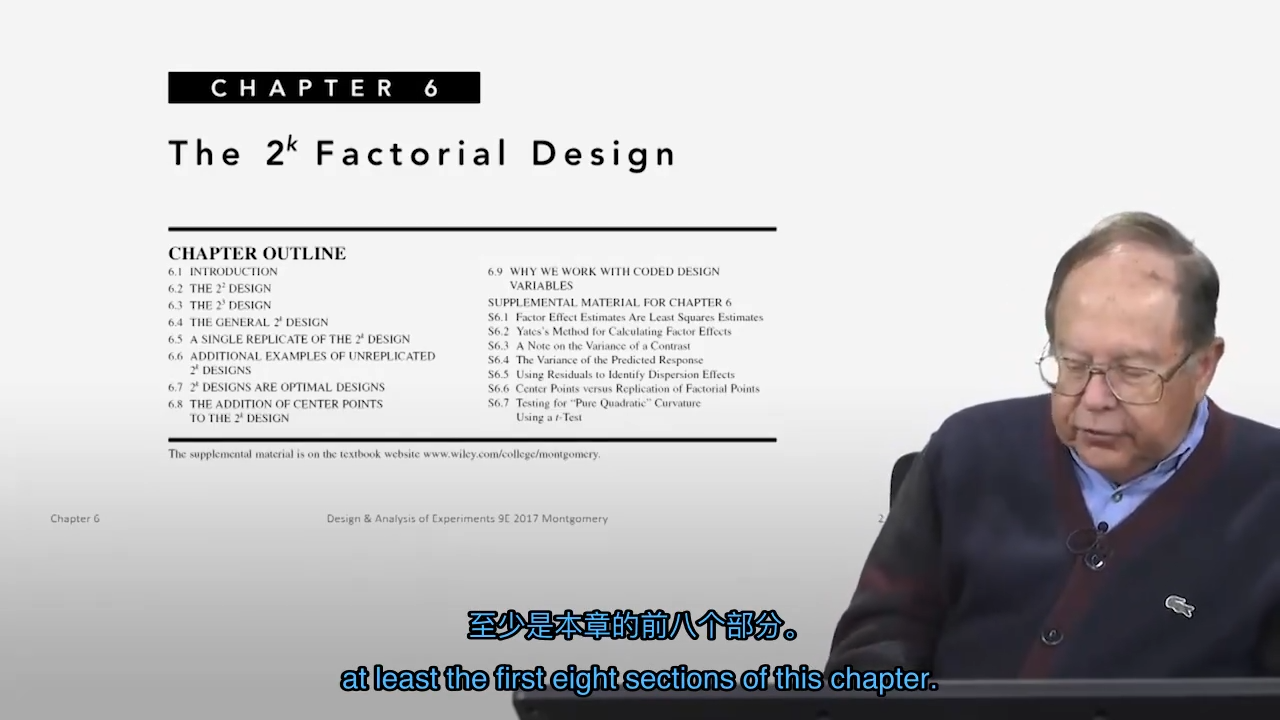 CHAPTER 6
The 2^k Factorial Design
CHAPTER OUTLINE
6.1 INTRODUCTION
6.2 THE 2² DESIGN
6.3 THE 2³ DESIGN
6.4 THE GENERAL 2^k DESIGN
6.5 A SINGLE REPLICATE OF THE 2^k DESIGN
6.6 ADDITIONAL EXAMPLES OF UNREPLICATED
2^k DESIGNS
6.7 2^k DESIGNS ARE OPTIMAL DESIGNS
6.8 THE ADDITION OF CENTER POINTS
TO THE 2^k DESIGN
6.9 WHY WE WORK WITH CODED DESIGN
VARIABLES
SUPPLEMENTAL MATERIAL FOR CHAPTER 6
S6.1 Factor Effect Estimates Are Least Squares Estimates
S6.2 Yates's Method for Calculating Factor Effects
S6.3 A Note on the Variance of a Contrast
S6.4 The Variance of the Predicted Response
S6.5 Using Residuals to Identify Dispersion Effects
S6.6 Center Points versus Replication of Factorial Points
S6.7 Testing for “Pure Quadratic” Curvature
Using a t-Test
The supplemental material is on the textbook website www.wiley.com/college/montgomery.
Chapter 6
Design & Analysis of Experiments 9E 2017 Montgomery
2
至少是本章的前八个部分。
at least the first eight sections of this chapter.